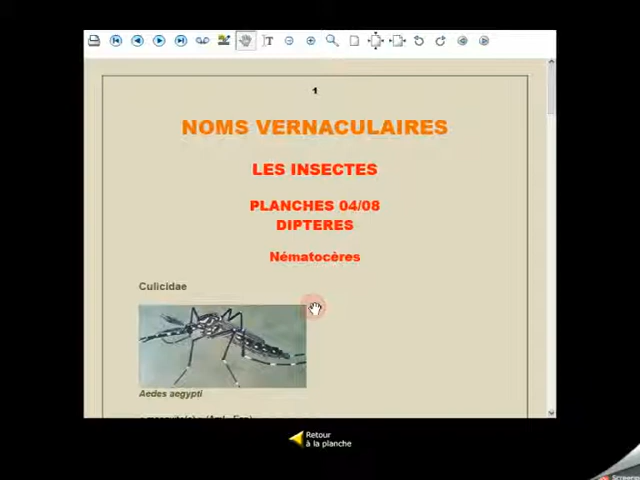 1
NOMS VERNACULAIRES
LES INSECTES
PLANCHES 04/08
DIPTERES
Nématocères
Culicidae
Aedes aegypti
Retour
à la planche